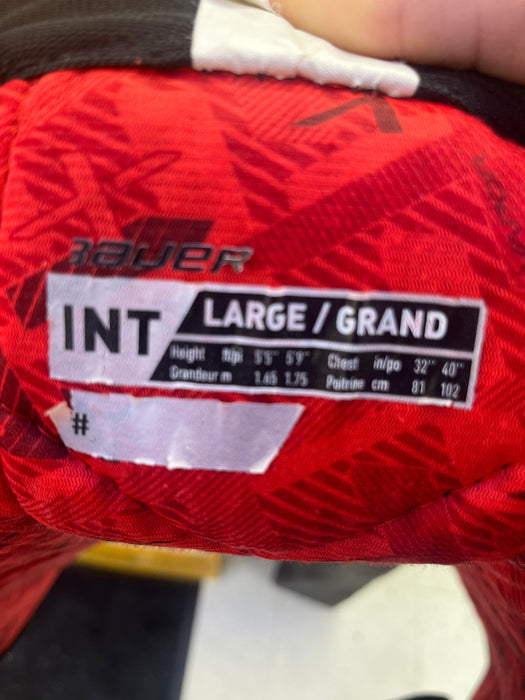 BAUER
INT
LARGE / GRAND
Height ft/pi 5'5" 5'9" Chest in/po 32" 40"
Grandeur m 1.65 1.75 Poitrine cm 81 102
#